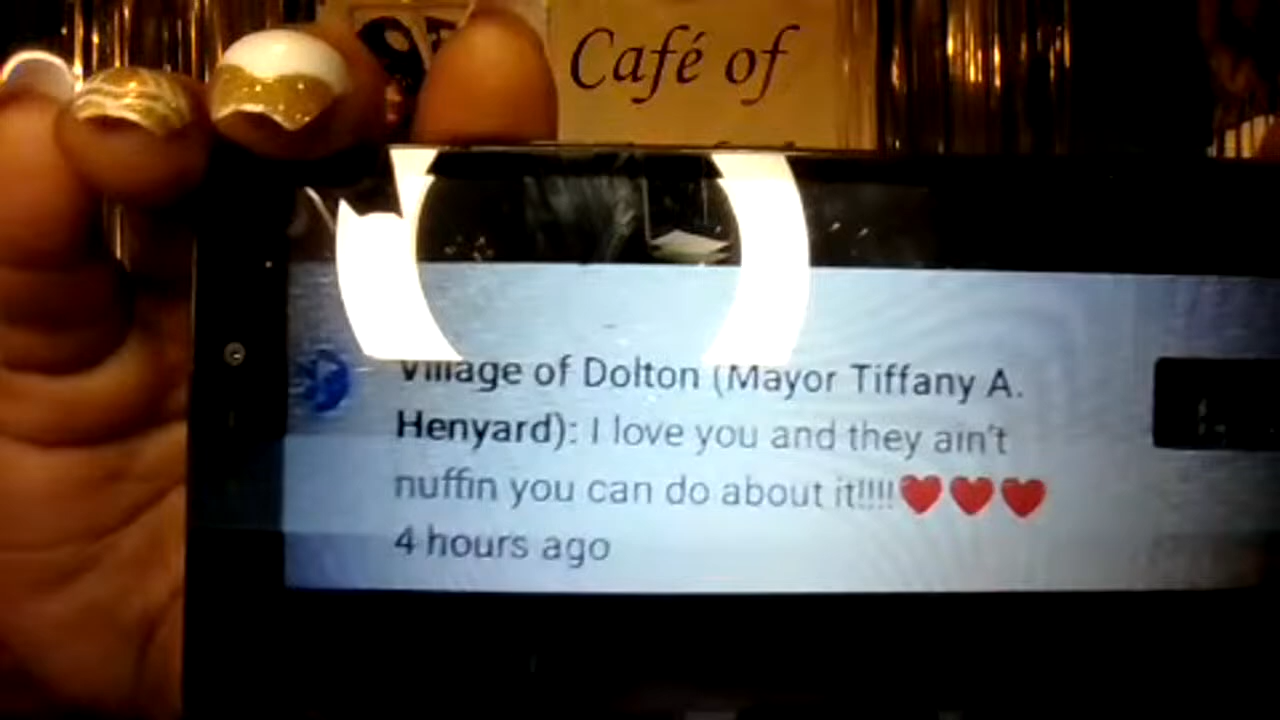 Café of
Village of Dolton (Mayor Tiffany A.
Henyard): I love you and they ain't
nuffin you can do about it!!!!❤️❤️❤️
4 hours ago